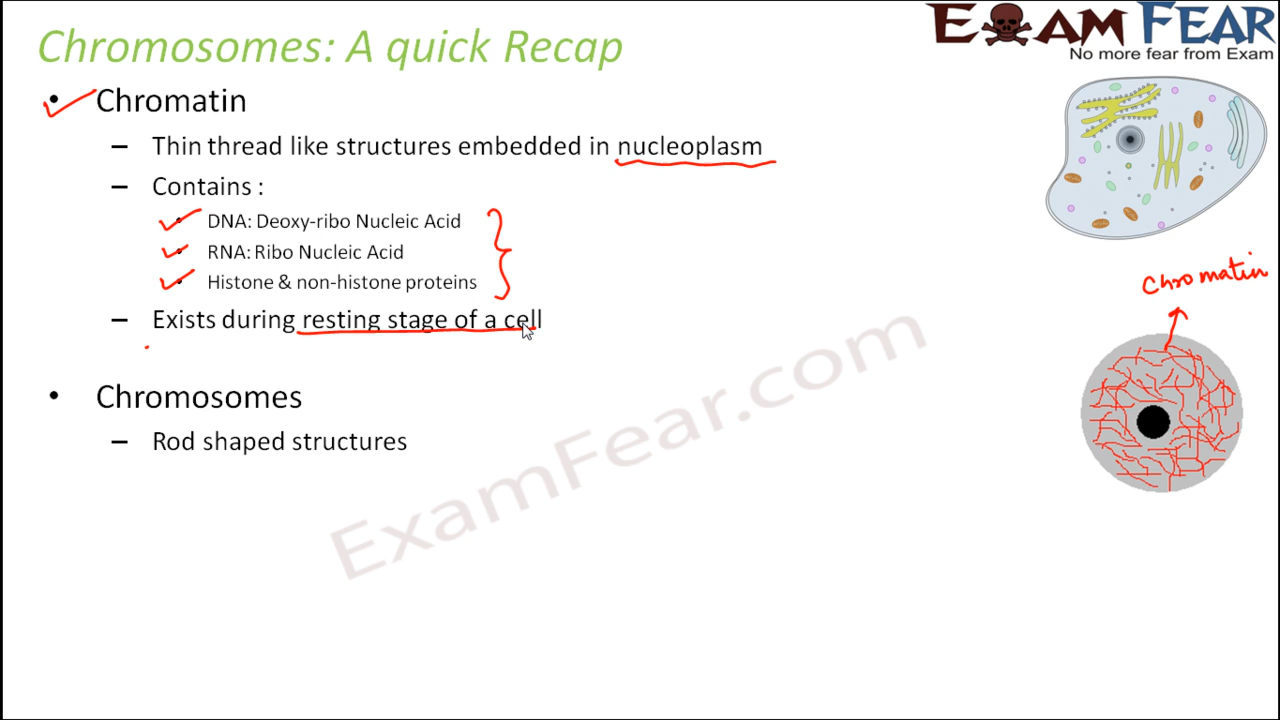 Chromosomes: A quick Recap
EXAM FEAR
No more fear from Exam
• Chromatin
– Thin thread like structures embedded in nucleoplasm
– Contains :
• DNA: Deoxy-ribo Nucleic Acid
• RNA: Ribo Nucleic Acid
• Histone & non-histone proteins
– Exists during resting stage of a cell
Chromatin
• Chromosomes
– Rod shaped structures
ExamFear.com